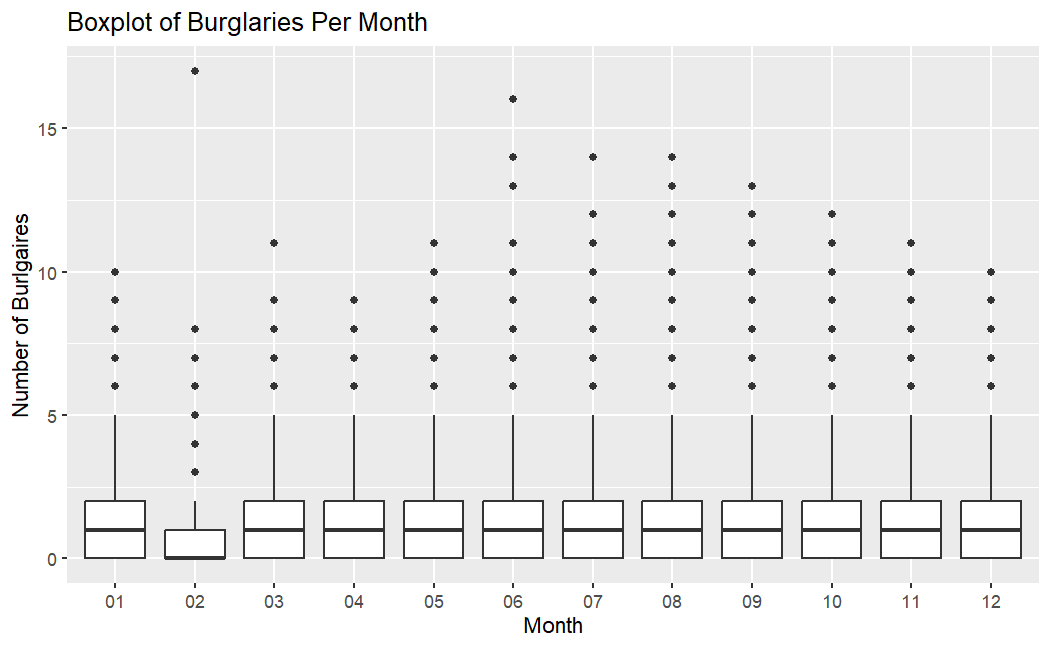 Boxplot of Burglaries Per Month
Number of Burlgaires
15
10
5
0
01 02 03 04 05 06 07 08 09 10 11 12
Month